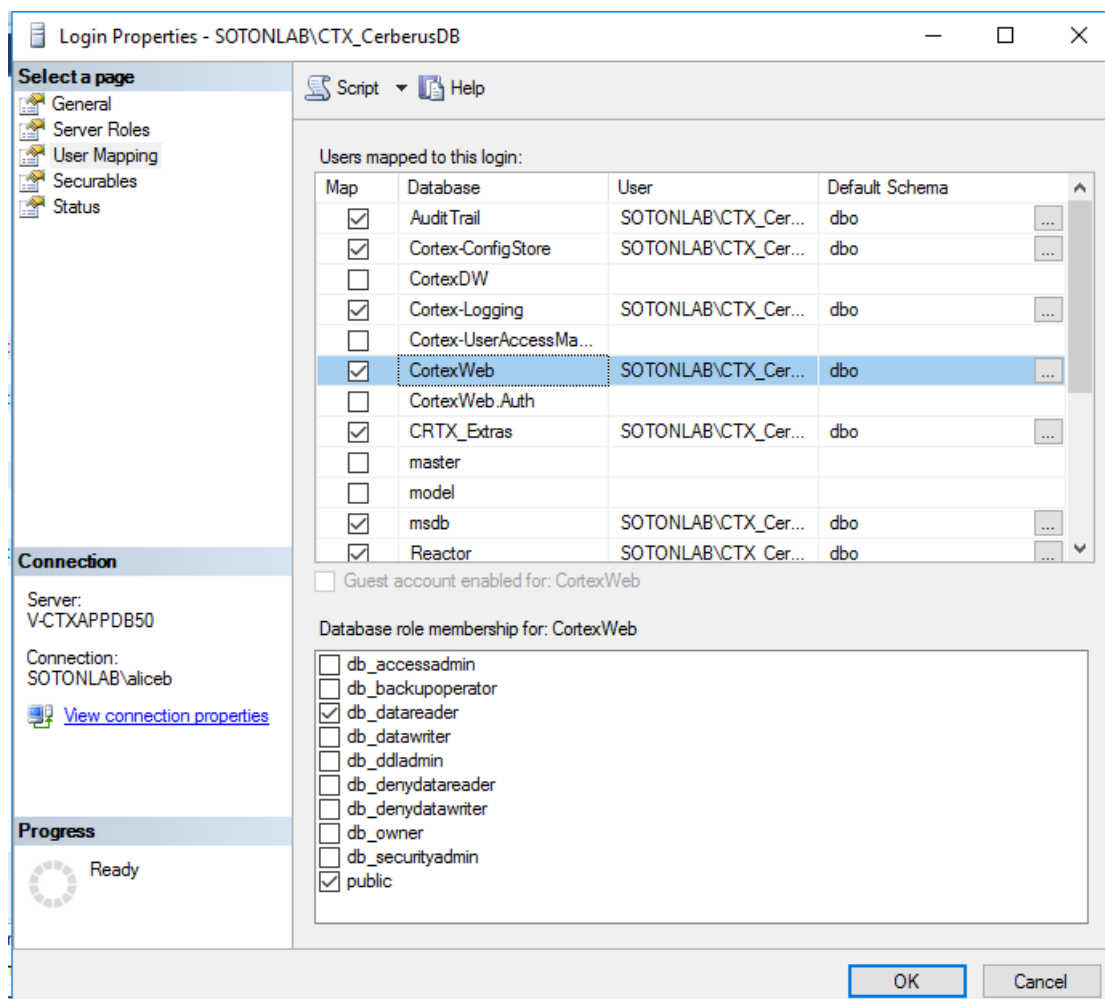 Login Properties - SOTONLAB\CTX_CerberusDB
Select a page
General
Server Roles
User Mapping
Securables
Status
Script Help
Users mapped to this login:
Map Database User Default Schema
AuditTrail SOTONLAB\CTX_Cer... dbo ...
Cortex-ConfigStore SOTONLAB\CTX_Cer... dbo ...
CortexDW
Cortex-Logging SOTONLAB\CTX_Cer... dbo ...
Cortex-UserAccessMa...
CortexWeb SOTONLAB\CTX_Cer... dbo ...
CortexWeb.Auth
CRTX_Extras SOTONLAB\CTX_Cer... dbo ...
master
model
msdb SOTONLAB\CTX_Cer... dbo ...
Reactor SOTONLAB\CTX_Cer... dbo ...
Guest account enabled for: CortexWeb
Connection
Server:
V-CTXAPPDB50
Connection:
SOTONLAB\aliceb
View connection properties
Database role membership for: CortexWeb
db_accessadmin
db_backupoperator
db_datareader
db_datawriter
db_ddladmin
db_denydatareader
db_denydatawriter
db_owner
db_securityadmin
public
Progress
Ready
OK Cancel